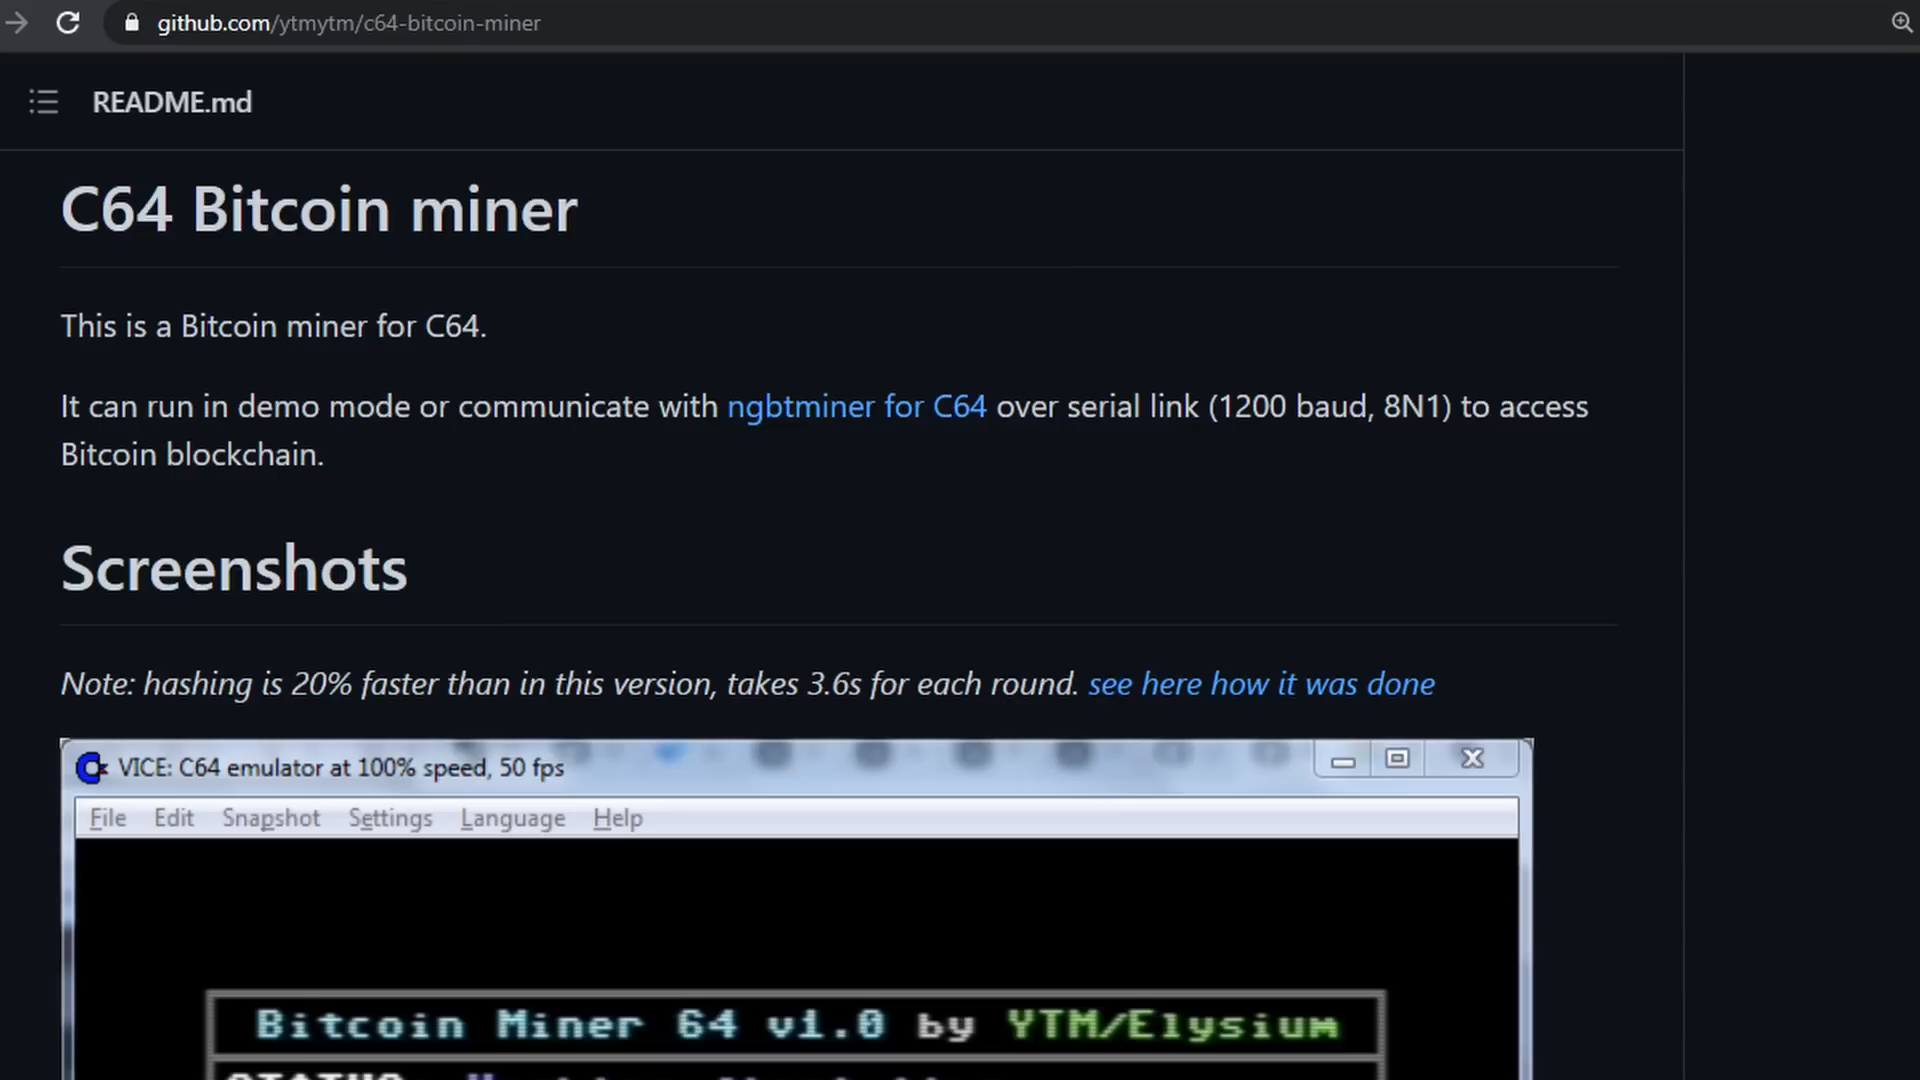 github.com/ytmytm/c64-bitcoin-miner
README.md
C64 Bitcoin miner
This is a Bitcoin miner for C64.
It can run in demo mode or communicate with ngbtminer for C64 over serial link (1200 baud, 8N1) to access
Bitcoin blockchain.
Screenshots
Note: hashing is 20% faster than in this version, takes 3.6s for each round. see here how it was done
VICE: C64 emulator at 100% speed, 50 fps
File Edit Snapshot Settings Language Help
Bitcoin Miner 64 v1.0 by YTM/Elysium